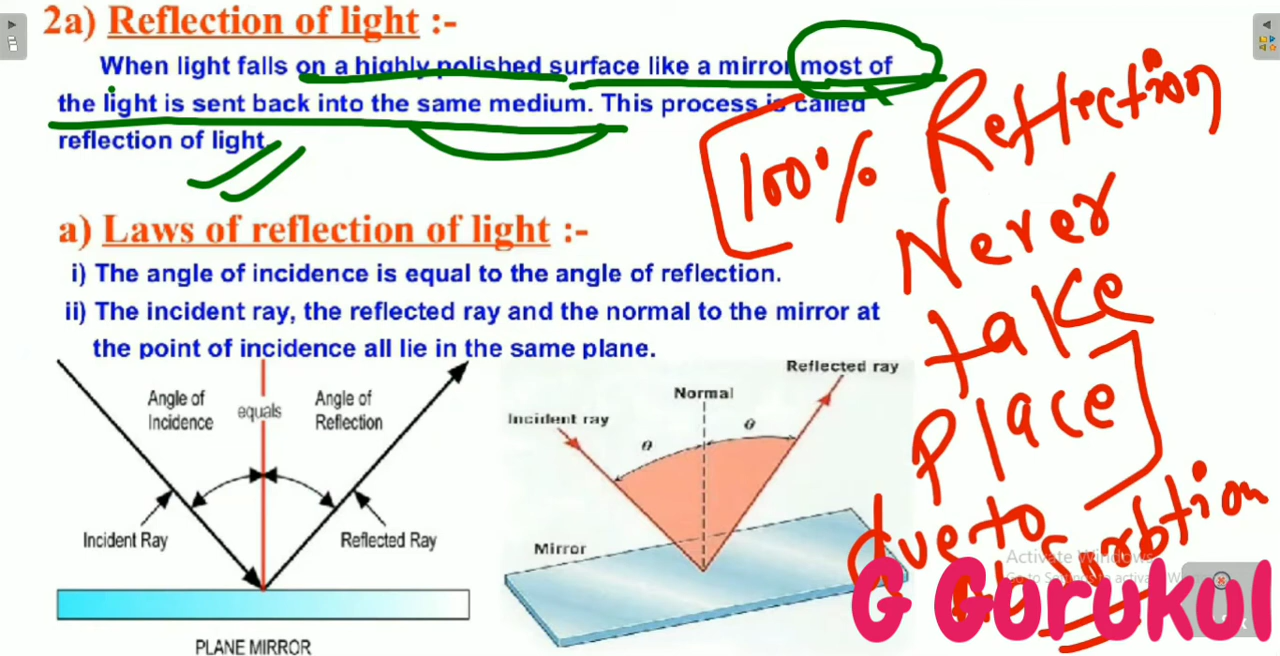 2a) Reflection of light :-
When light falls on a highly polished surface like a mirror most of
the light is sent back into the same medium. This process is called
reflection of light.
100% Reflection
Never
take
Place
due to
absorbtion
a) Laws of reflection of light :-
i) The angle of incidence is equal to the angle of reflection.
ii) The incident ray, the reflected ray and the normal to the mirror at
the point of incidence all lie in the same plane.
Angle of
Incidence
equals
Angle of
Reflection
Incident Ray
Reflected Ray
PLANE MIRROR
Reflected ray
Normal
Incident ray
θ
θ
Mirror
Activate Windows
G Gurukul